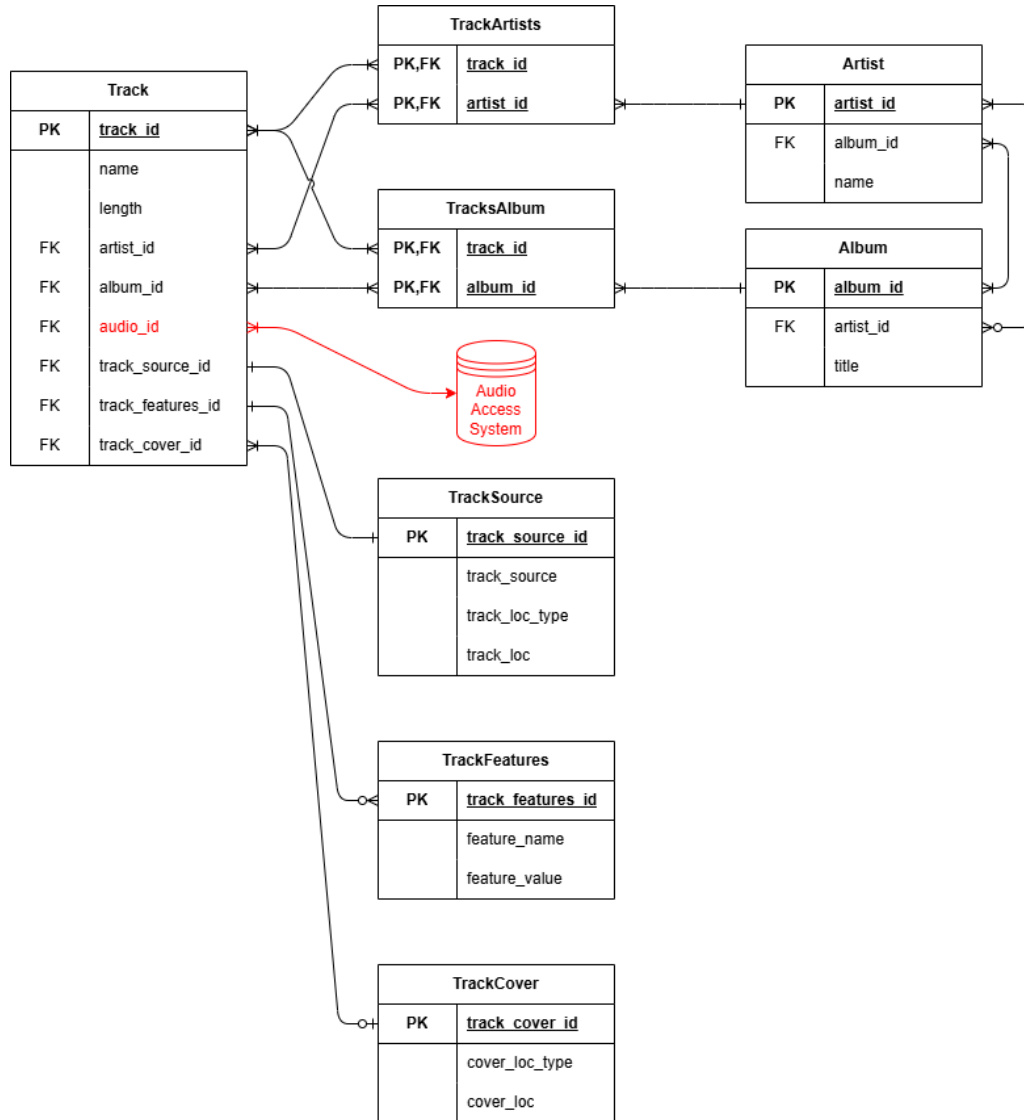 Track
PK track_id
name
length
FK artist_id
FK album_id
FK audio_id
FK track_source_id
FK track_features_id
FK track_cover_id
TrackArtists
PK,FK track_id
PK,FK artist_id
TracksAlbum
PK,FK track_id
PK,FK album_id
Artist
PK artist_id
FK album_id
name
Album
PK album_id
FK artist_id
title
Audio
Access
System
TrackSource
PK track_source_id
track_source
track_loc_type
track_loc
TrackFeatures
PK track_features_id
feature_name
feature_value
TrackCover
PK track_cover_id
cover_loc_type
cover_loc